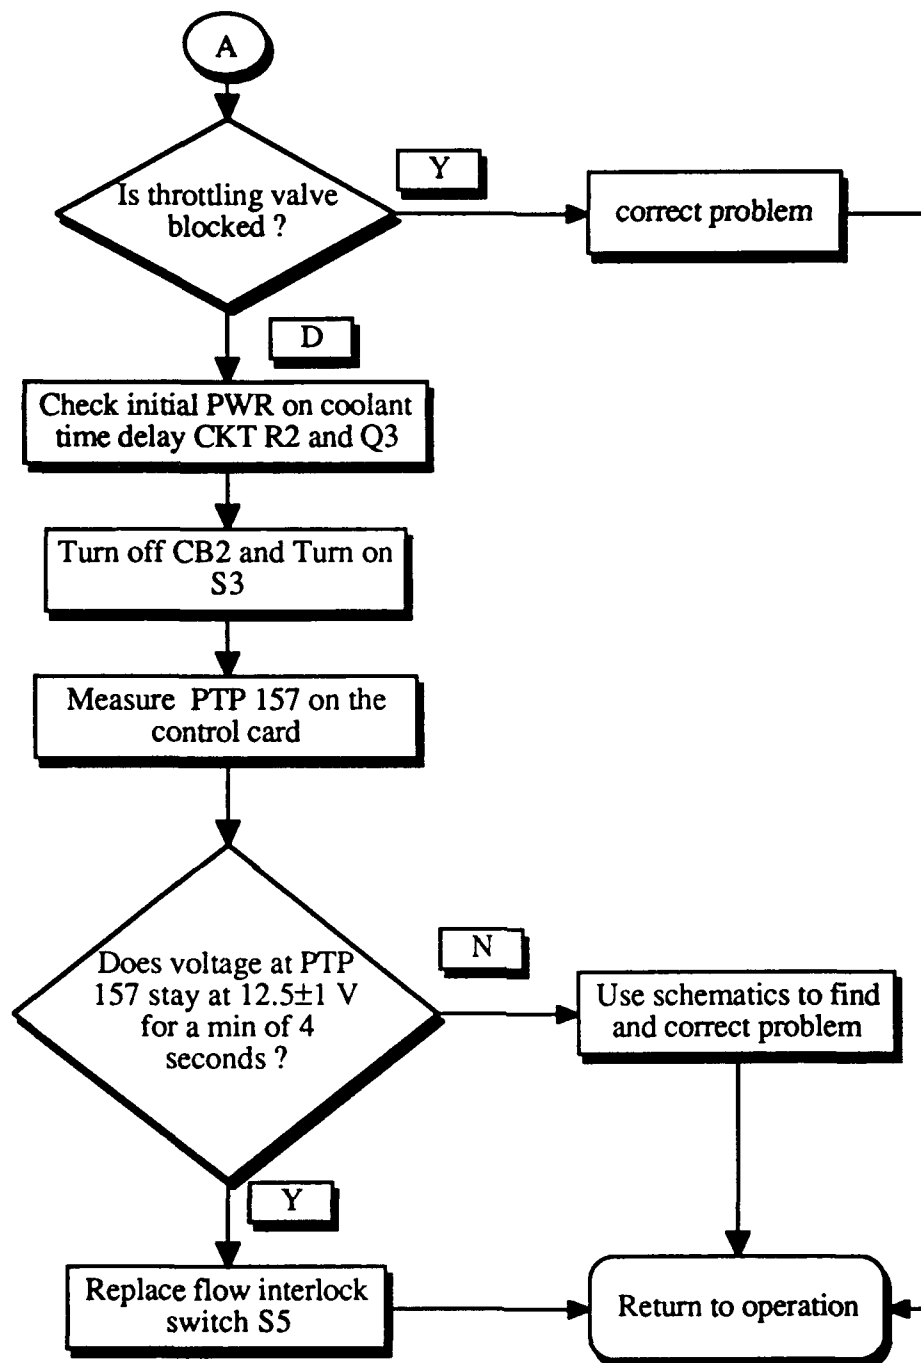 A
Is throttling valve
blocked ?
Y
correct problem
D
Check initial PWR on coolant
time delay CKT R2 and Q3
Turn off CB2 and Turn on
S3
Measure PTP 157 on the
control card
Does voltage at PTP
157 stay at 12.5±1 V
for a min of 4
seconds ?
N
Use schematics to find
and correct problem
Y
Replace flow interlock
switch S5
Return to operation